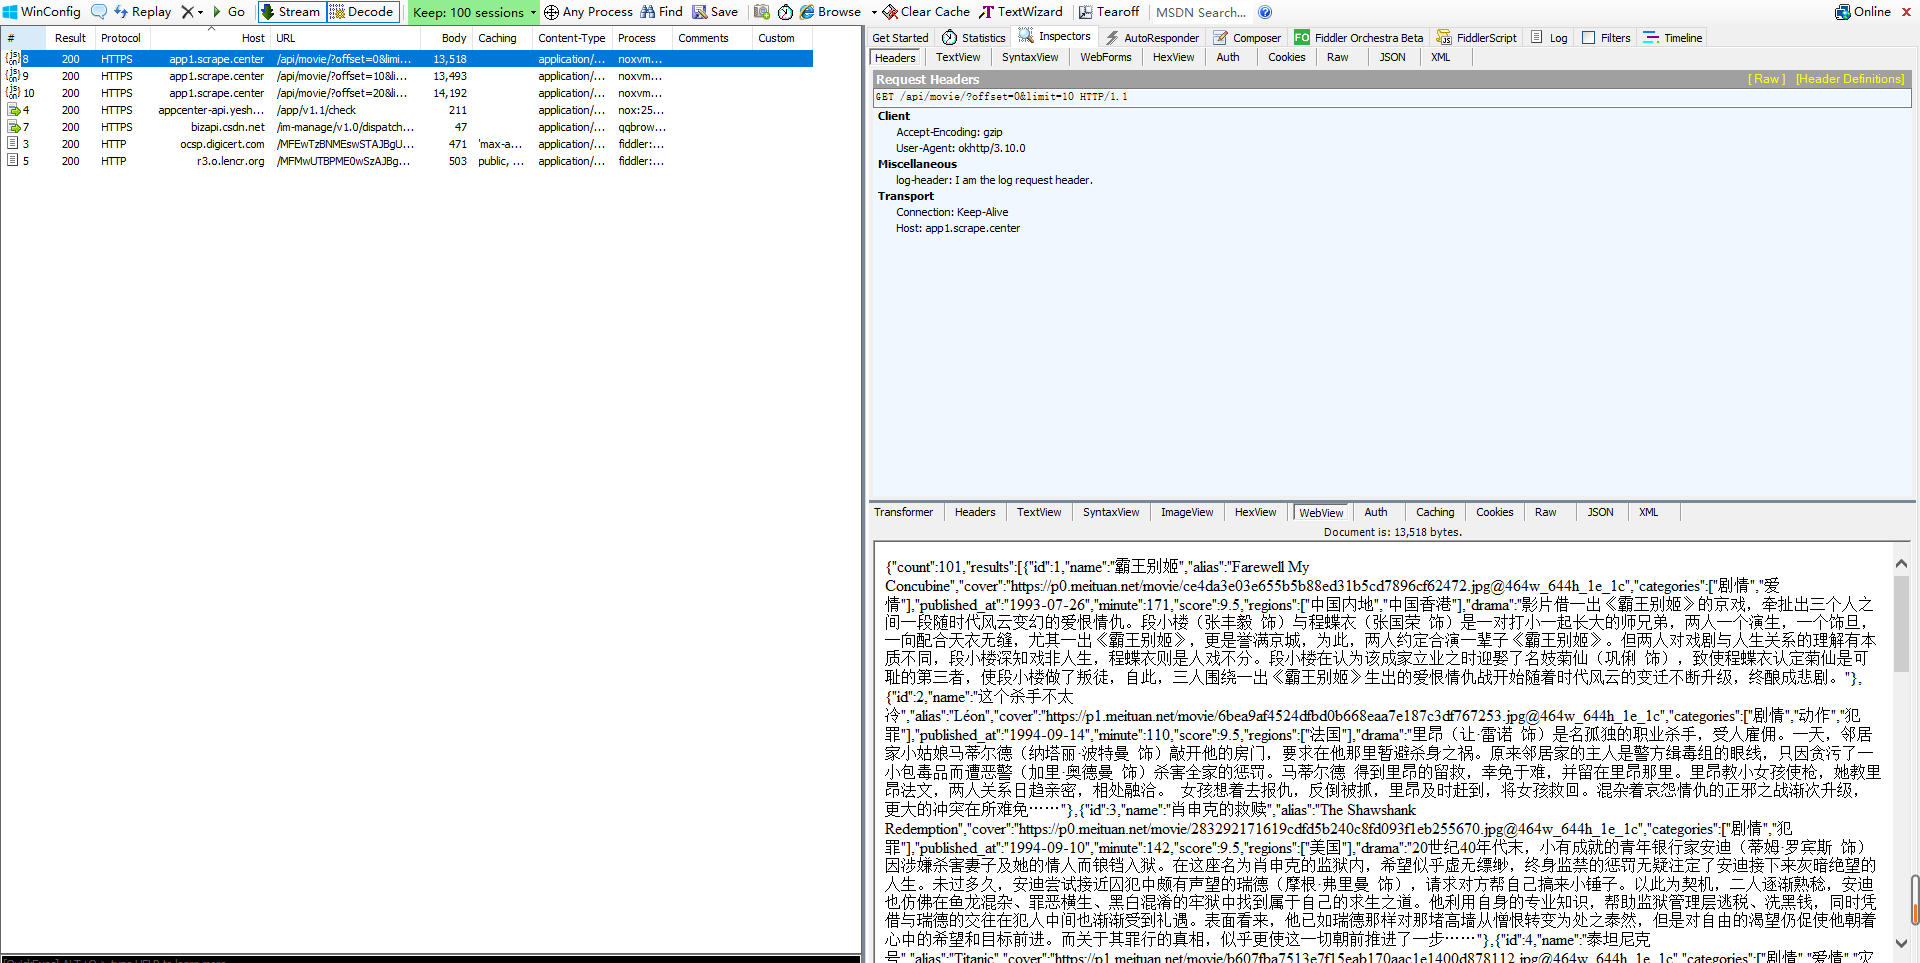 WinConfig Replay Go Stream Decode Keep: 100 sessions Any Process Find Save Browse Clear Cache TextWizard Tearoff MSDN Search... Online
# Result Protocol Host URL Body Caching Content-Type Process Comments Custom
8 200 HTTPS app1.scrape.center /api/movie/?offset=0&limi... 13,518 application/... noxvm...
9 200 HTTPS app1.scrape.center /api/movie/?offset=10&li... 13,493 application/... noxvm...
10 200 HTTPS app1.scrape.center /api/movie/?offset=20&li... 14,192 application/... noxvm...
4 200 HTTPS appcenter-api.yesh... /app/v1.1/check 211 application/... nox:25...
7 200 HTTPS bizapi.csdn.net /im-manage/v1.0/dispatch... 47 application/... qqbrow...
3 200 HTTP ocsp.digicert.com /MFEwTzBNMEswSTAJBgU... 471 'max-a... application/... fiddler:...
5 200 HTTP r3.o.lencr.org /MFMwUTBPME0wSzAJBg... 503 public, ... application/... fiddler:...
Get Started Statistics Inspectors AutoResponder Composer FO Fiddler Orchestra Beta FiddlerScript Log Filters Timeline
Headers TextView SyntaxView WebForms HexView Auth Cookies Raw JSON XML
Request Headers [ Raw ] [Header Definitions]
GET /api/movie/?offset=0&limit=10 HTTP/1.1
Client
Accept-Encoding: gzip
User-Agent: okhttp/3.10.0
Miscellaneous
log-header: I am the log request header.
Transport
Connection: Keep-Alive
Host: app1.scrape.center
Transformer Headers TextView SyntaxView ImageView HexView WebView Auth Caching Cookies Raw JSON XML
Document is: 13,518 bytes.
{"count":101,"results":[{"id":1,"name":"霸王别姬","alias":"Farewell My
Concubine","cover":"https://p0.meituan.net/movie/ce4da3e03e655b5b88ed31b5cd7896cf62472.jpg@464w_644h_1e_1c","categories":["剧情","爱
情"],"published_at":"1993-07-26","minute":171,"score":9.5,"regions":["中国内地","中国香港"],"drama":"影片借一出《霸王别姬》的京戏，牵扯出三个人之
间一段随时代风云变幻的爱恨情仇。段小楼（张丰毅 饰）与程蝶衣（张国荣 饰）是一对打小一起长大的师兄弟，两人一个演生，一个饰旦，
一向配合天衣无缝，尤其一出《霸王别姬》，更是誉满京城，为此，两人约定合演一辈子《霸王别姬》。但两人对戏剧与人生关系的理解有本
质不同，段小楼深知戏非人生，程蝶衣则是人戏不分。段小楼在认为该成家立业之时迎娶了名妓菊仙（巩俐 饰），致使程蝶衣认定菊仙是可
耻的第三者，使段小楼做了叛徒，自此，三人围绕一出《霸王别姬》生出的爱恨情仇战开始随着时代风云的变迁不断升级，终酿成悲剧。"},
{"id":2,"name":"这个杀手不太
冷","alias":"Léon","cover":"https://p1.meituan.net/movie/6bea9af4524dfbd0b668eaa7e187c3df767253.jpg@464w_644h_1e_1c","categories":["剧情","动作","犯
罪"],"published_at":"1994-09-14","minute":110,"score":9.5,"regions":["法国"],"drama":"里昂（让·雷诺 饰）是名孤独的职业杀手，受人雇佣。一天，邻居
家小姑娘马蒂尔德（纳塔丽·波特曼 饰）敲开他的房门，要求在他那里暂避杀身之祸。原来邻居家的主人是警方缉毒组的眼线，只因贪污了一
小包毒品而遭恶警（加里·奥德曼 饰）杀害全家的惩罚。马蒂尔德 得到里昂的留救，幸免于难，并留在里昂那里。里昂教小女孩使枪，她教里
昂法文，两人关系日趋亲密，相处融洽。 女孩想着去报仇，反倒被抓，里昂及时赶到，将女孩救回。混杂着哀怨情仇的正邪之战渐次升级，
更大的冲突在所难免……"},{"id":3,"name":"肖申克的救赎","alias":"The Shawshank
Redemption","cover":"https://p0.meituan.net/movie/283292171619cdfd5b240c8fd093f1eb255670.jpg@464w_644h_1e_1c","categories":["剧情","犯
罪"],"published_at":"1994-09-10","minute":142,"score":9.5,"regions":["美国"],"drama":"20世纪40年代末，小有成就的青年银行家安迪（蒂姆·罗宾斯 饰）
因涉嫌杀害妻子及她的情人而锒铛入狱。在这座名为肖申克的监狱内，希望似乎虚无缥缈，终身监禁的惩罚无疑注定了安迪接下来灰暗绝望的
人生。未过多久，安迪尝试接近囚犯中颇有声望的瑞德（摩根·弗里曼 饰），请求对方帮自己搞来小锤子。以此为契机，二人逐渐熟稔，安迪
也仿佛在鱼龙混杂、罪恶横生、黑白混淆的牢狱中找到属于自己的求生之道。他利用自身的专业知识，帮助监狱管理层逃税、洗黑钱，同时凭
借与瑞德的交往在犯人中间也渐渐受到礼遇。表面看来，他已如瑞德那样对那堵高墙从憎恨转变为处之泰然，但是对自由的渴望仍促使他朝着
心中的希望和目标前进。而关于其罪行的真相，似乎更使这一切朝前推进了一步……"},{"id":4,"name":"泰坦尼克
号","alias":"Titanic","cover":"https://p1.meituan.net/movie/b607fba7513e7f15eab170aac1e1400d878112.jpg@464w_644h_1e_1c","categories":["剧情","爱情","灾